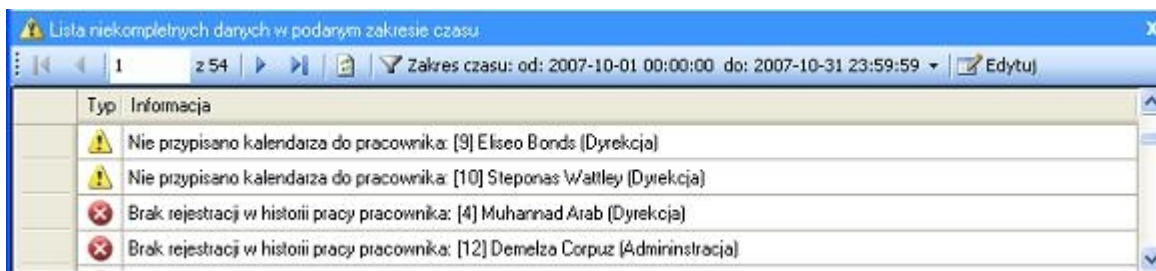 Lista niekompletnych danych w podanym zakresie czasu
1 z 54 Zakres czasu: od: 2007-10-01 00:00:00 do: 2007-10-31 23:59:59 Edytuj
Typ Informacja
Nie przypisano kalendarza do pracownika: [9] Eliseo Bonds (Dyrekcja)
Nie przypisano kalendarza do pracownika: [10] Steponas Wattley (Dyrekcja)
Brak rejestracji w historii pracy pracownika: [4] Muhannad Arab (Dyrekcja)
Brak rejestracji w historii pracy pracownika: [12] Demelza Corpuz (Admininstracja)